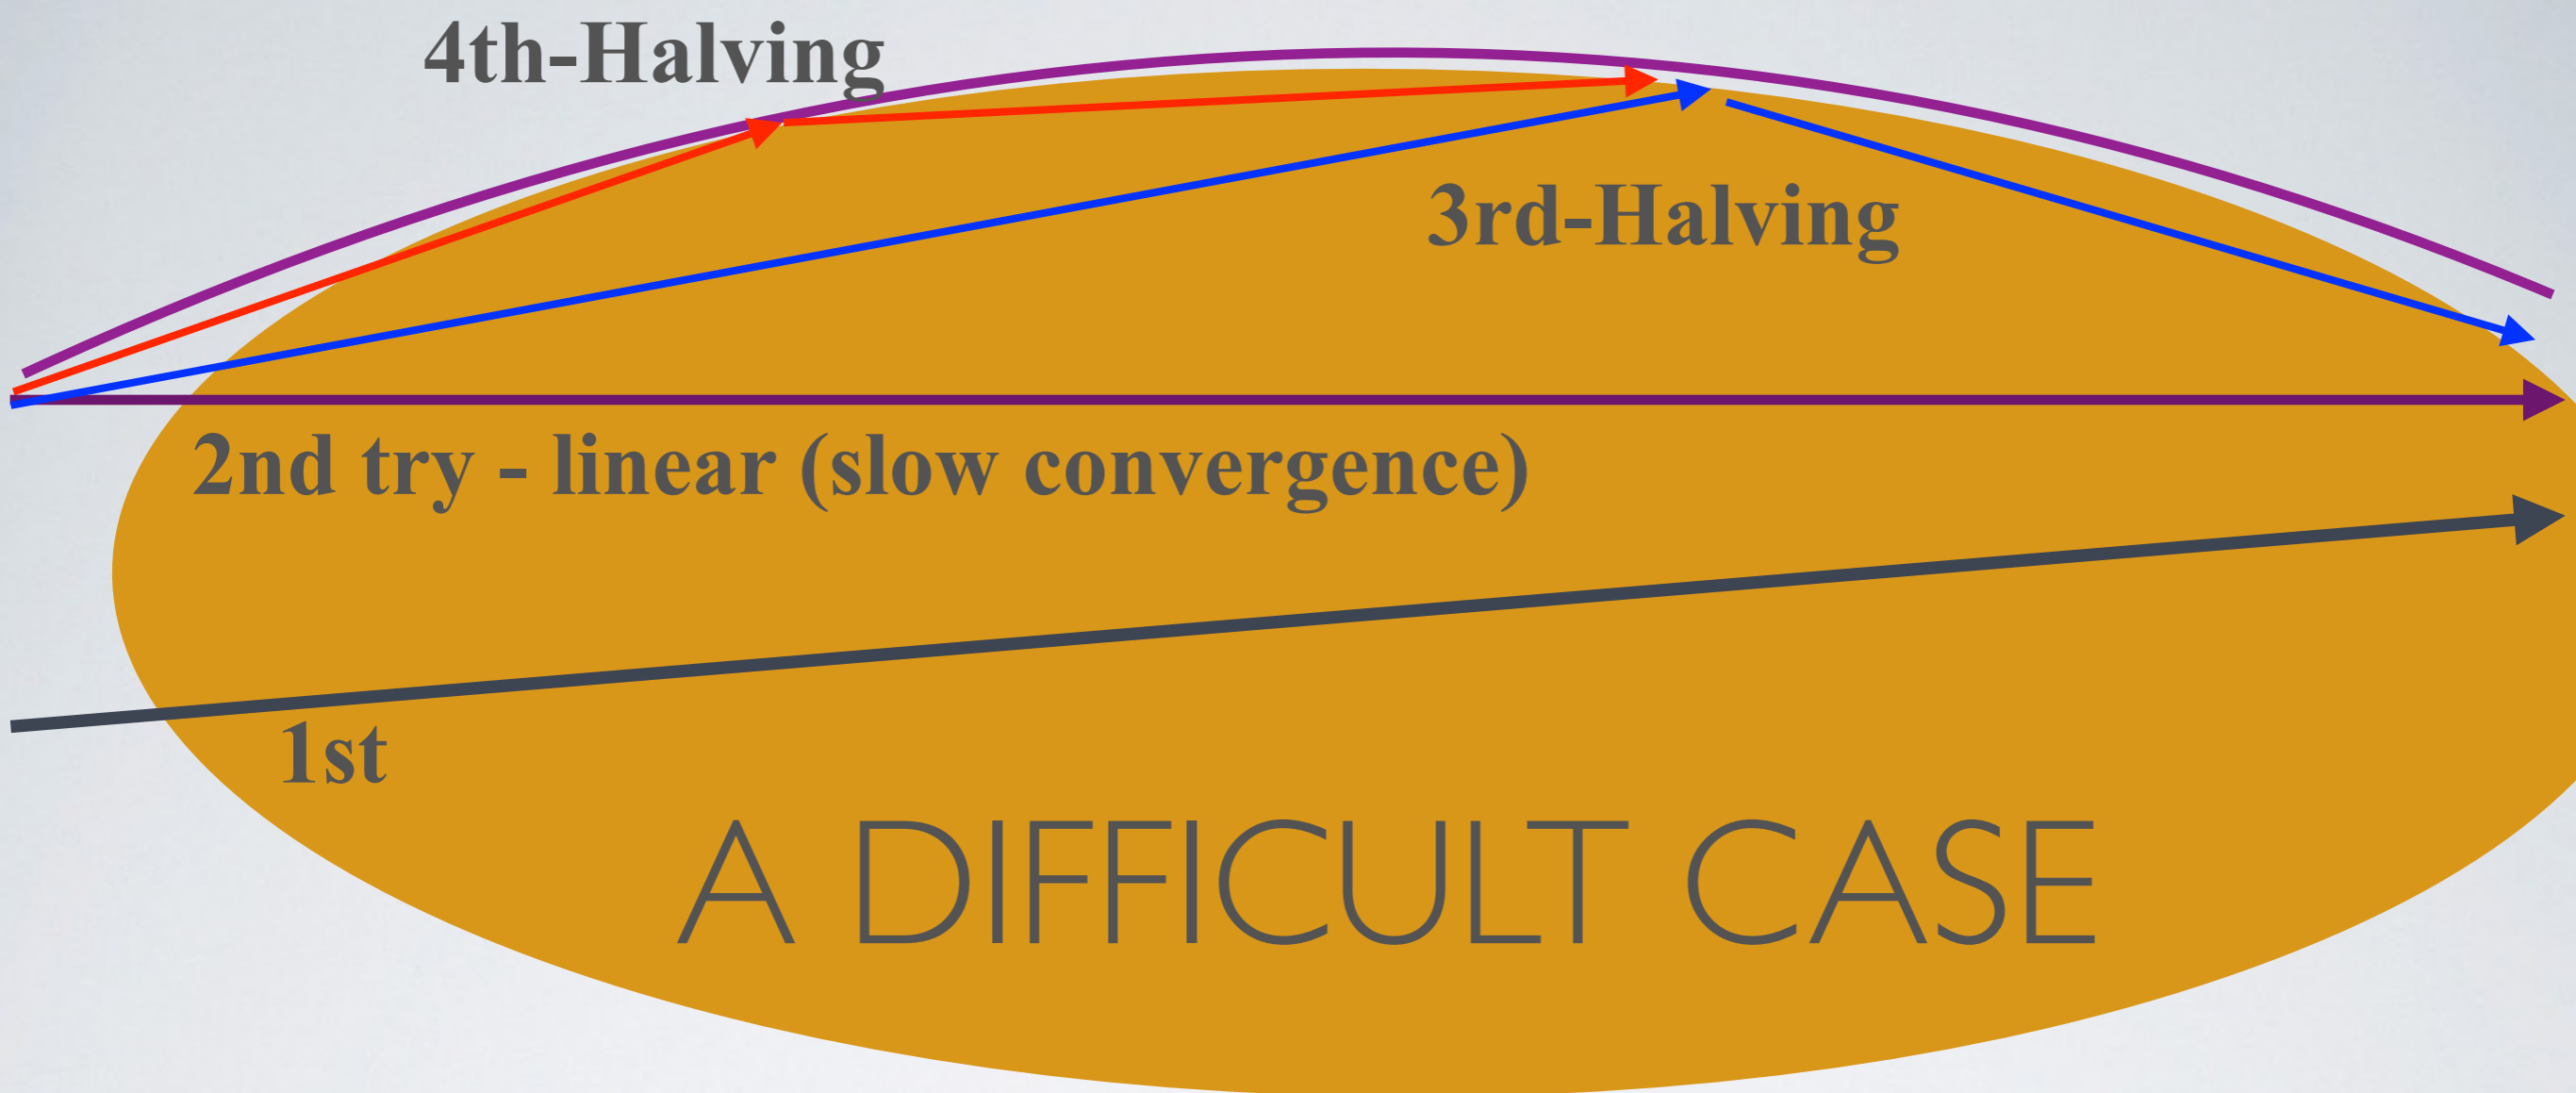 4th-Halving
3rd-Halving
2nd try - linear (slow convergence)
1st
A DIFFICULT CASE